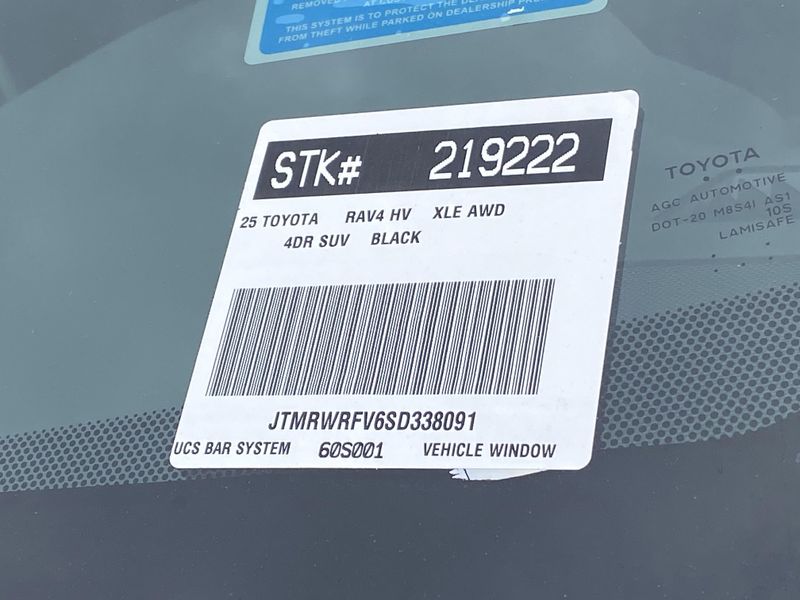 REMOVED
THIS SYSTEM IS TO PROTECT THE
FROM THEFT WHILE PARKED ON DEALERSHIP
STK# 219222
25 TOYOTA RAV4 HV XLE AWD
4DR SUV BLACK
JTMRWRFV6SD338091
UCS BAR SYSTEM 60S001 VEHICLE WINDOW
TOYOTA
AGC AUTOMOTIVE
DOT-20 M854I AS1
10S
LAMISAFE